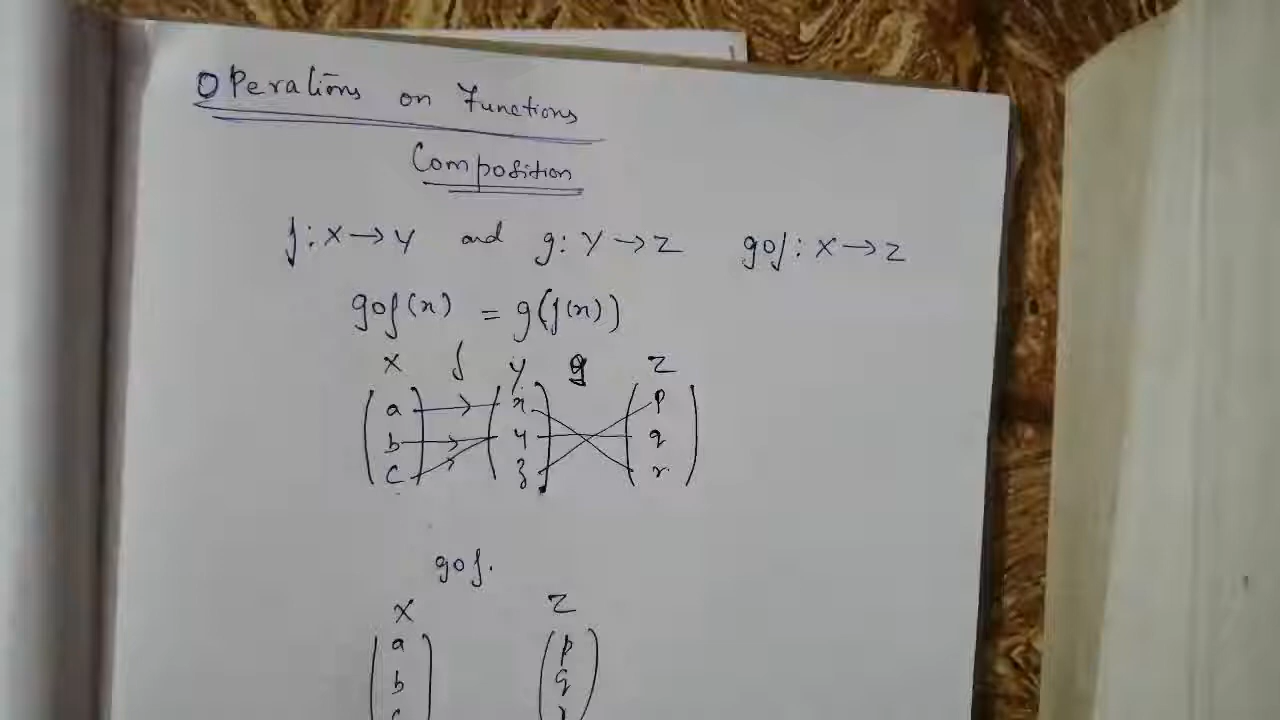 Operations on Functions
Composition
f: X → Y and g: Y → Z gof: X → Z
gof(x) = g(f(x))
X f Y g Z
a x p
b y q
c z r
gof.
X Z
a p
b q
c r